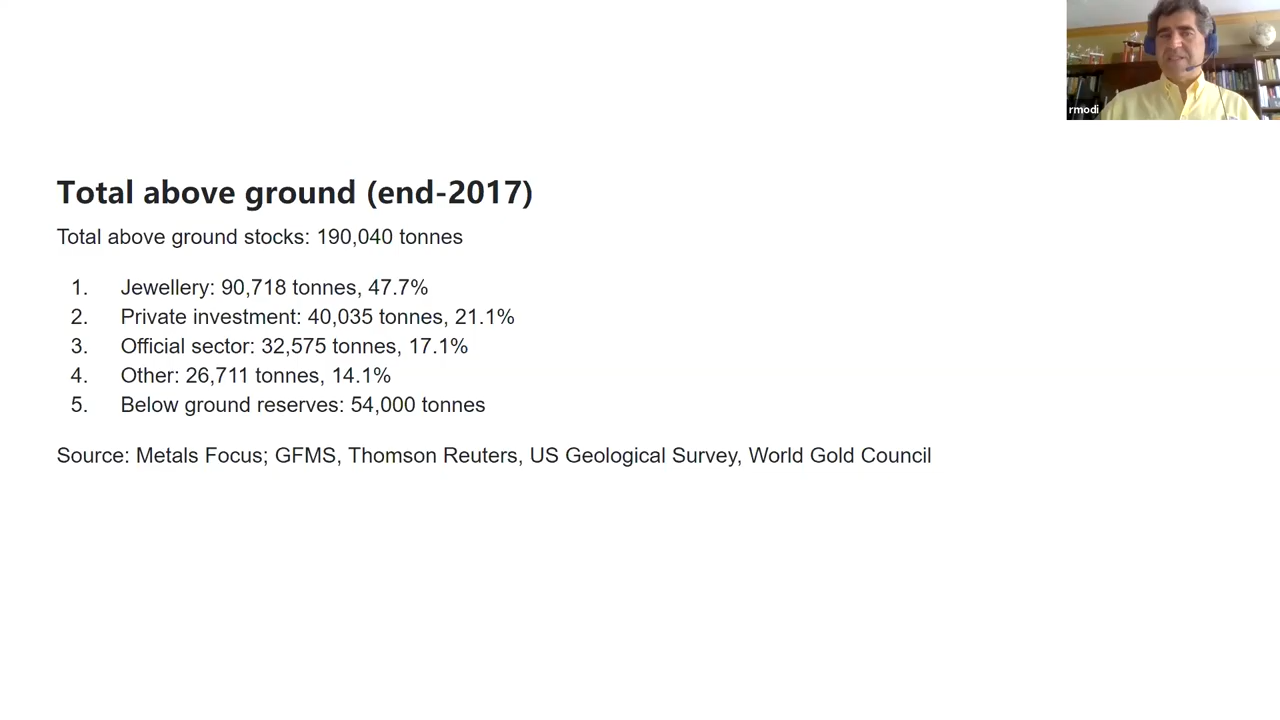 rmodi
Total above ground (end-2017)
Total above ground stocks: 190,040 tonnes
1. Jewellery: 90,718 tonnes, 47.7%
2. Private investment: 40,035 tonnes, 21.1%
3. Official sector: 32,575 tonnes, 17.1%
4. Other: 26,711 tonnes, 14.1%
5. Below ground reserves: 54,000 tonnes
Source: Metals Focus; GFMS, Thomson Reuters, US Geological Survey, World Gold Council